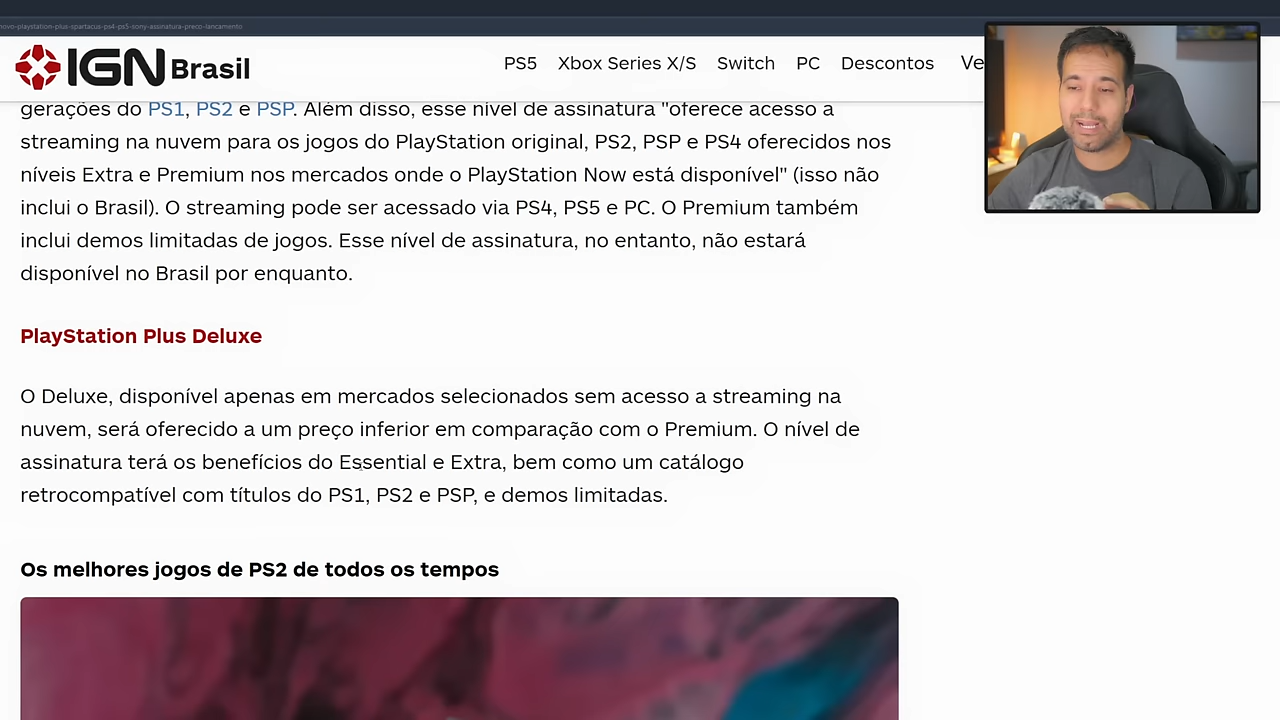 novo-playstation-plus-spartacus-ps4-ps5-sony-assinatura-preco-lancamento
IGN Brasil
PS5 Xbox Series X/S Switch PC Descontos Ve
gerações do PS1, PS2 e PSP. Além disso, esse nível de assinatura "oferece acesso a
streaming na nuvem para os jogos do PlayStation original, PS2, PSP e PS4 oferecidos nos
níveis Extra e Premium nos mercados onde o PlayStation Now está disponível" (isso não
inclui o Brasil). O streaming pode ser acessado via PS4, PS5 e PC. O Premium também
inclui demos limitadas de jogos. Esse nível de assinatura, no entanto, não estará
disponível no Brasil por enquanto.
PlayStation Plus Deluxe
O Deluxe, disponível apenas em mercados selecionados sem acesso a streaming na
nuvem, será oferecido a um preço inferior em comparação com o Premium. O nível de
assinatura terá os benefícios do Essential e Extra, bem como um catálogo
retrocompatível com títulos do PS1, PS2 e PSP, e demos limitadas.
Os melhores jogos de PS2 de todos os tempos